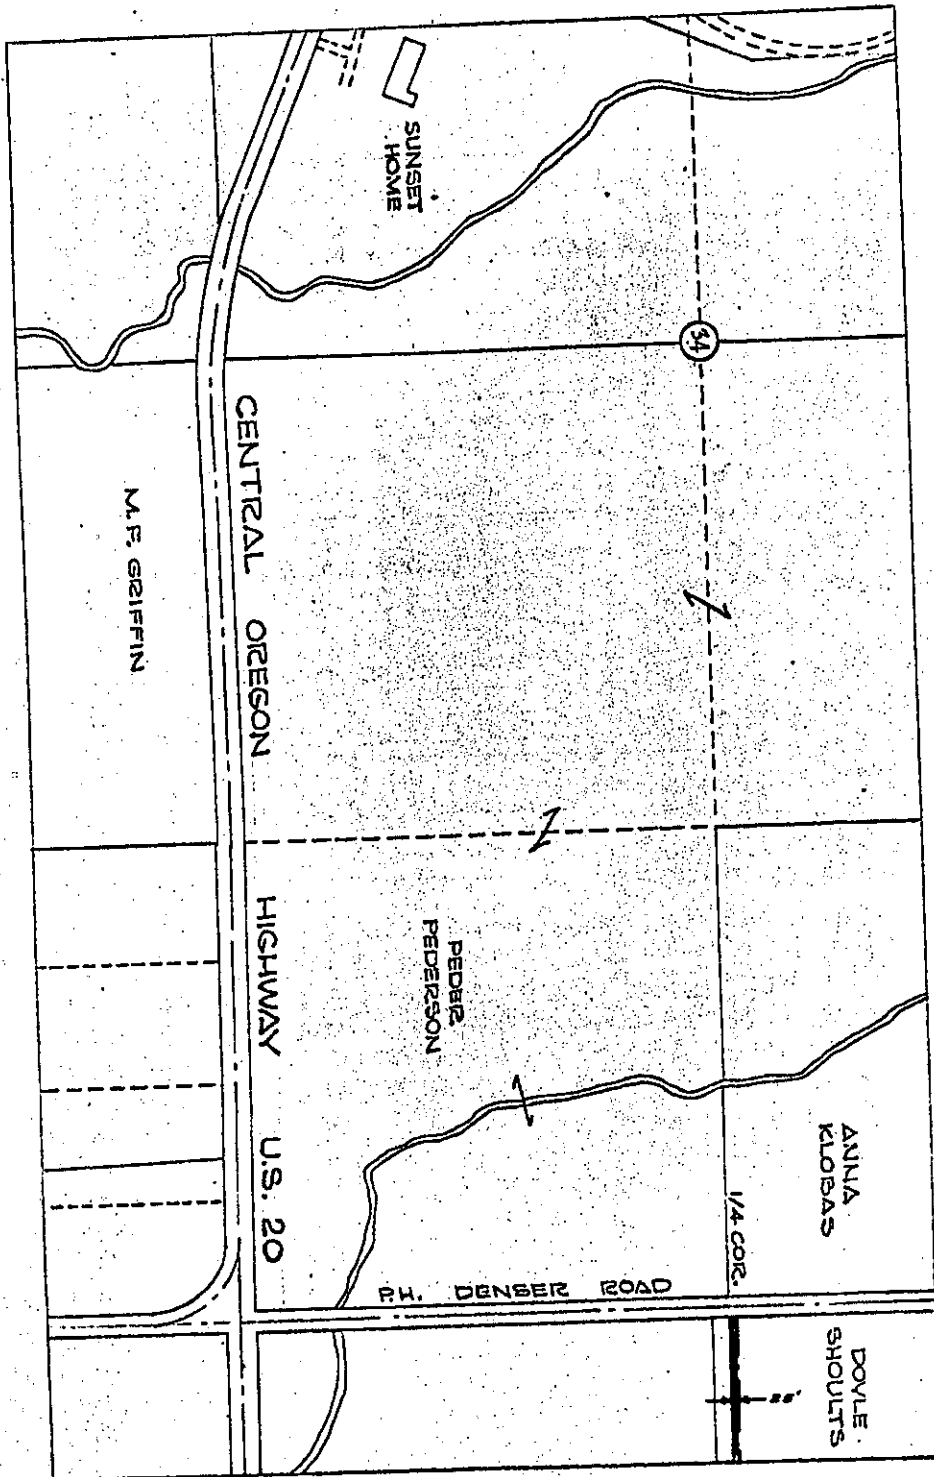 SUNSET
HOME
34
CENTRAL OREGON HIGHWAY U.S. 20
M.F. GRIFFIN
PEDER
PEDERSON
ANNA
KLOBAS
1/4 COR.
P.H. DENSER ROAD
DOYLE
SHOULTS